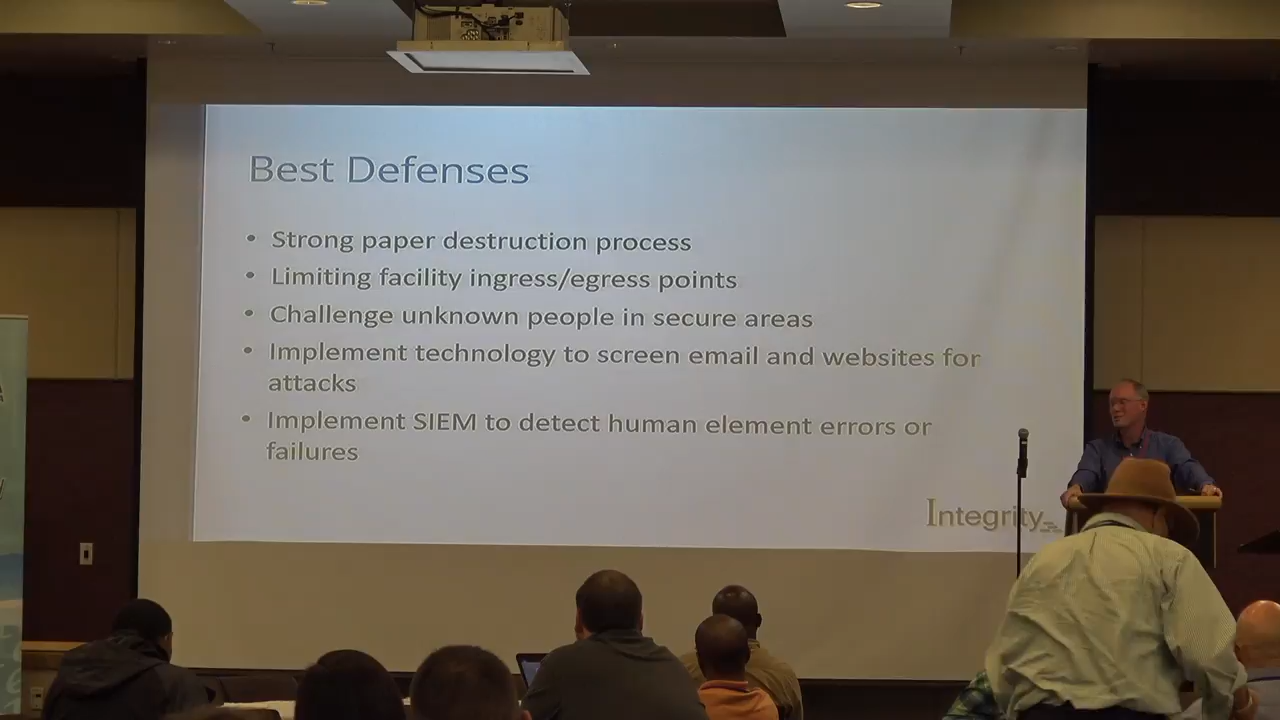 Best Defenses
• Strong paper destruction process
• Limiting facility ingress/egress points
• Challenge unknown people in secure areas
• Implement technology to screen email and websites for
attacks
• Implement SIEM to detect human element errors or
failures
Integrity